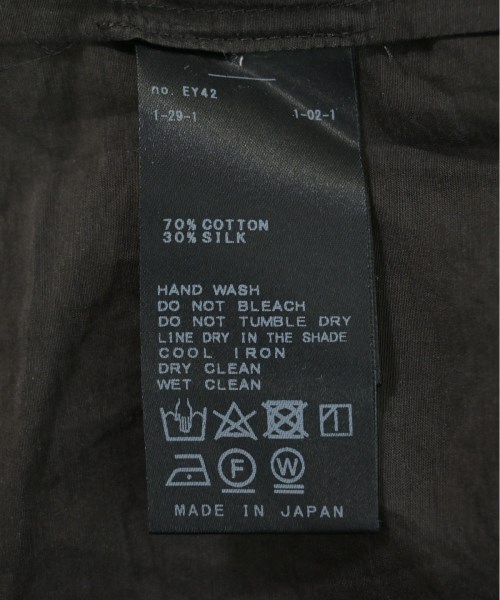 no. EY42
1-29-1 1-02-1
70% COTTON
30% SILK
HAND WASH
DO NOT BLEACH
DO NOT TUMBLE DRY
LINE DRY IN THE SHADE
COOL IRON
DRY CLEAN
WET CLEAN
F W
MADE IN JAPAN